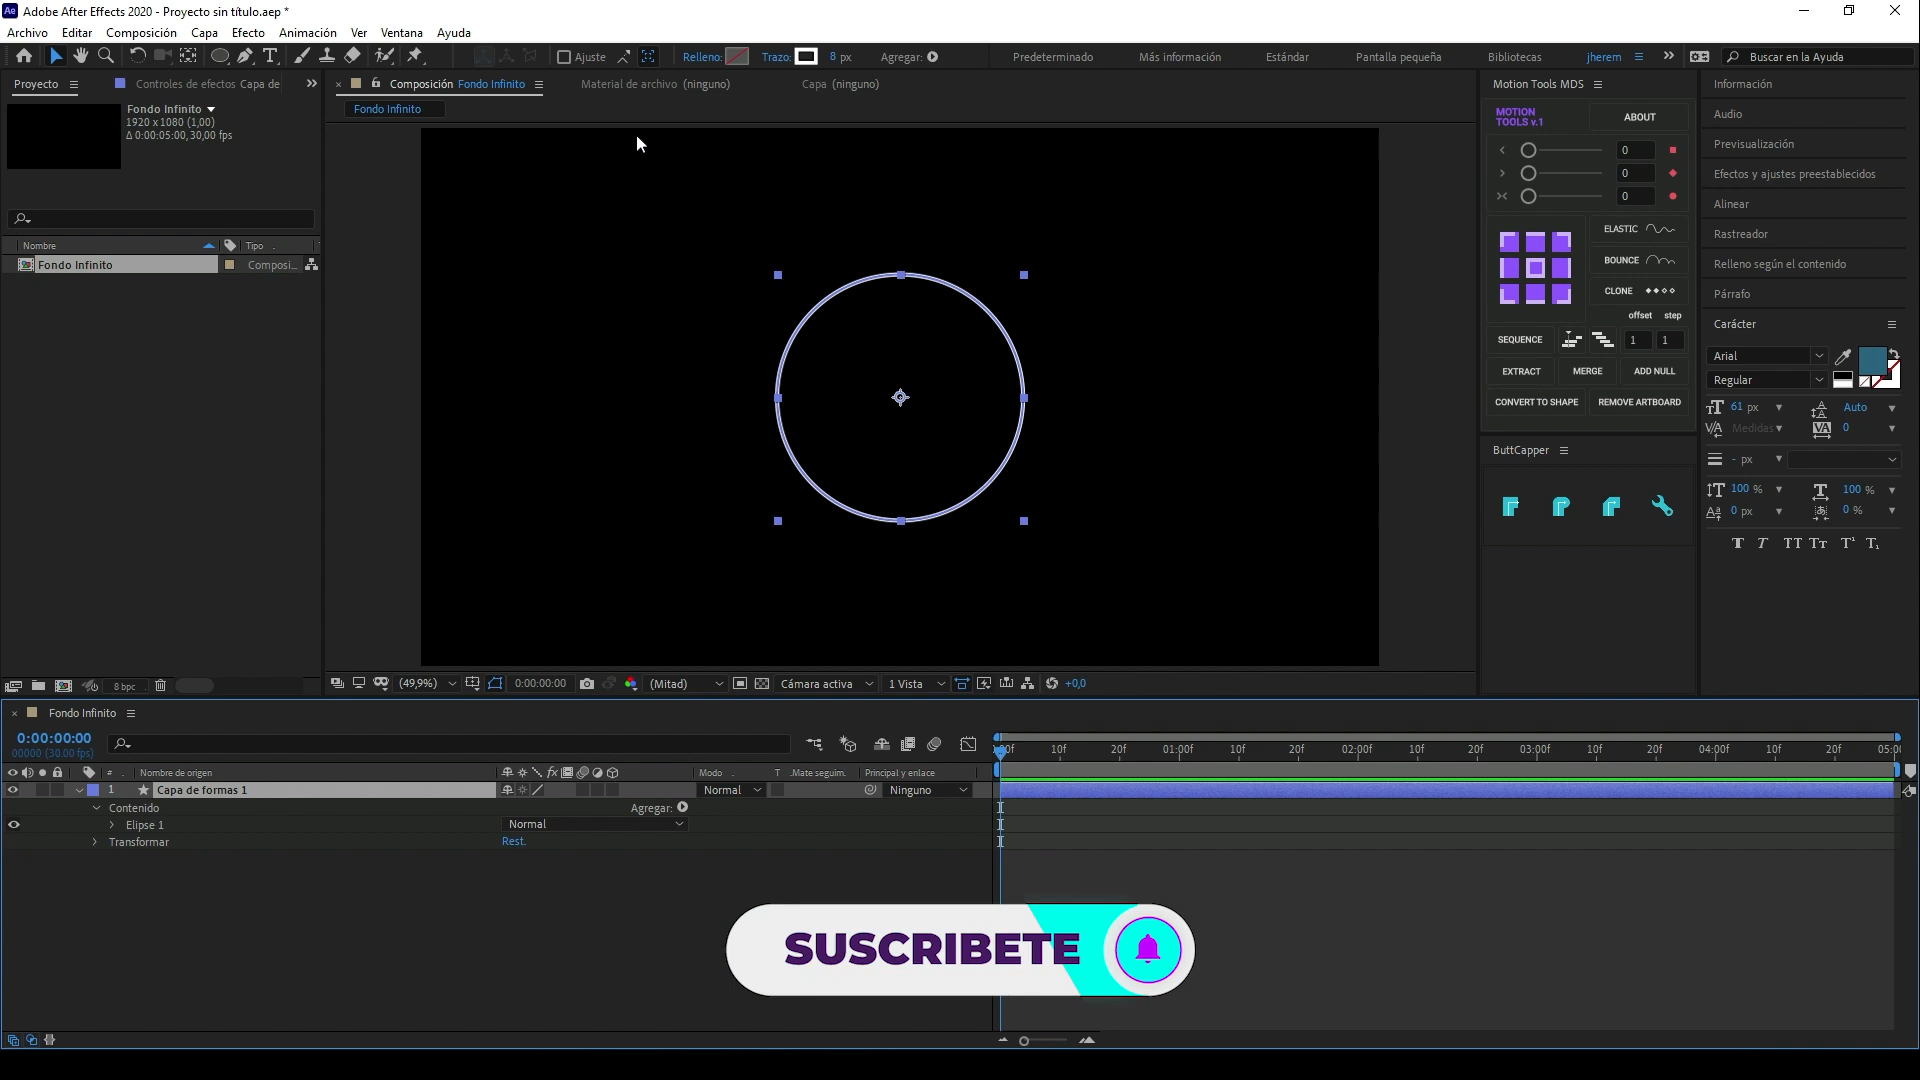 Adobe After Effects 2020 - Proyecto sin título.aep *
Archivo Editar Composición Capa Efecto Animación Ver Ventana Ayuda
Ajuste Relleno: Trazo: 8 px Agregar: Predeterminado Más información Estándar Pantalla pequeña Bibliotecas jherem Buscar en la Ayuda
Proyecto Controles de efectos Capa de
Composición Fondo Infinito Material de archivo (ninguno) Capa (ninguno)
Fondo Infinito
Fondo Infinito
1920 x 1080 (1,00)
Δ 0:00:05:00, 30,00 fps
Nombre Tipo
Fondo Infinito Composi...
8 bpc
(49,9%) 0:00:00:00 (Mitad) Cámara activa 1 Vista +0,0
Motion Tools MDS
MOTION
TOOLS v.1
ABOUT
0
0
0
ELASTIC
BOUNCE
CLONE
offset step
SEQUENCE 1 1
EXTRACT MERGE ADD NULL
CONVERT TO SHAPE REMOVE ARTBOARD
ButtCapper
Información
Audio
Previsualización
Efectos y ajustes preestablecidos
Alinear
Rastreador
Relleno según el contenido
Párrafo
Carácter
Arial
Regular
61 px Auto
Medidas 0
- px
100 % 100 %
0 px 0 %
T T TT Tт T¹ T₁
Fondo Infinito
0:00:00:00
00000 (30.00 fps)
# Nombre de origen Modo T .Mate seguim. Principal y enlace
1 Capa de formas 1 Normal Ninguno
Contenido Agregar:
Elipse 1 Normal
Transformar Rest.
:00f 10f 20f 01:00f 10f 20f 02:00f 10f 20f 03:00f 10f 20f 04:00f 10f 20f 05:0
SUSCRIBETE